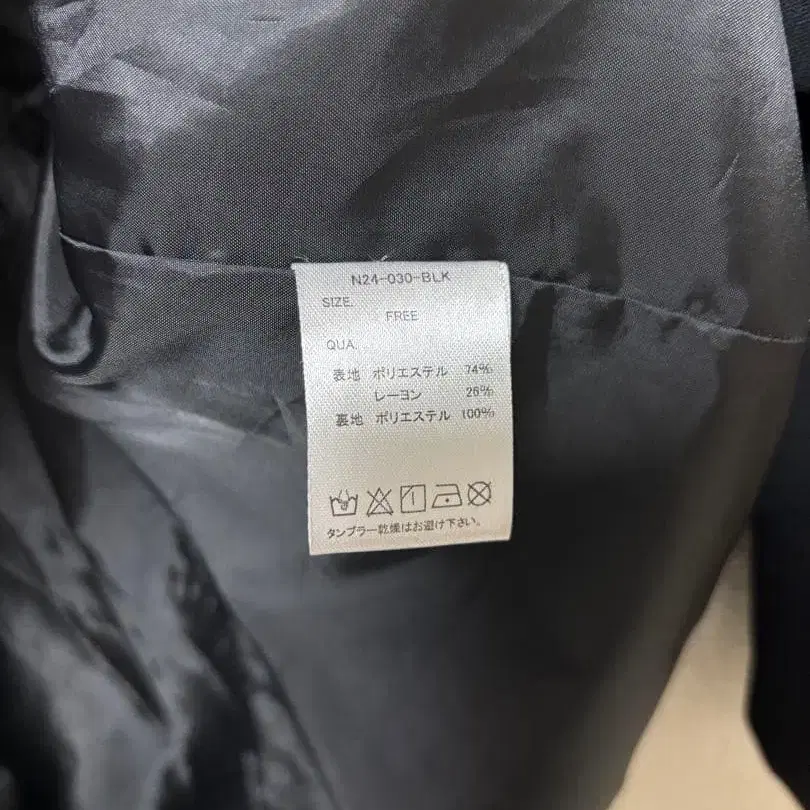 N24-030-BLK
SIZE.
FREE
QUA.
表地 ポリエステル 74%
レーヨン 26%
裏地 ポリエステル 100%
タンブラー乾燥はお避け下さい。